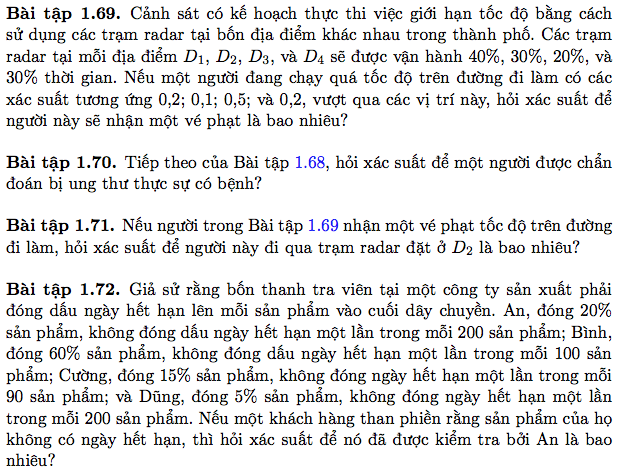 Bài tập 1.69. Cảnh sát có kế hoạch thực thi việc giới hạn tốc độ bằng cách
sử dụng các trạm radar tại bốn địa điểm khác nhau trong thành phố. Các trạm
radar tại mỗi địa điểm D₁, D₂, D₃, và D₄ sẽ được vận hành 40%, 30%, 20%, và
30% thời gian. Nếu một người đang chạy quá tốc độ trên đường đi làm có các
xác suất tương ứng 0,2; 0,1; 0,5; và 0,2, vượt qua các vị trí này, hỏi xác suất để
người này sẽ nhận một vé phạt là bao nhiêu?
Bài tập 1.70. Tiếp theo của Bài tập 1.68, hỏi xác suất để một người được chẩn
đoán bị ung thư thực sự có bệnh?
Bài tập 1.71. Nếu người trong Bài tập 1.69 nhận một vé phạt tốc độ trên đường
đi làm, hỏi xác suất để người này đi qua trạm radar đặt ở D₂ là bao nhiêu?
Bài tập 1.72. Giả sử rằng bốn thanh tra viên tại một công ty sản xuất phải
đóng dấu ngày hết hạn lên mỗi sản phẩm vào cuối dây chuyền. An, đóng 20%
sản phẩm, không đóng dấu ngày hết hạn một lần trong mỗi 200 sản phẩm; Bình,
đóng 60% sản phẩm, không đóng dấu ngày hết hạn một lần trong mỗi 100 sản
phẩm; Cường, đóng 15% sản phẩm, không đóng ngày hết hạn một lần trong mỗi
90 sản phẩm; và Dũng, đóng 5% sản phẩm, không đóng ngày hết hạn một lần
trong mỗi 200 sản phẩm. Nếu một khách hàng than phiền rằng sản phẩm của họ
không có ngày hết hạn, thì hỏi xác suất để nó đã được kiểm tra bởi An là bao
nhiêu?